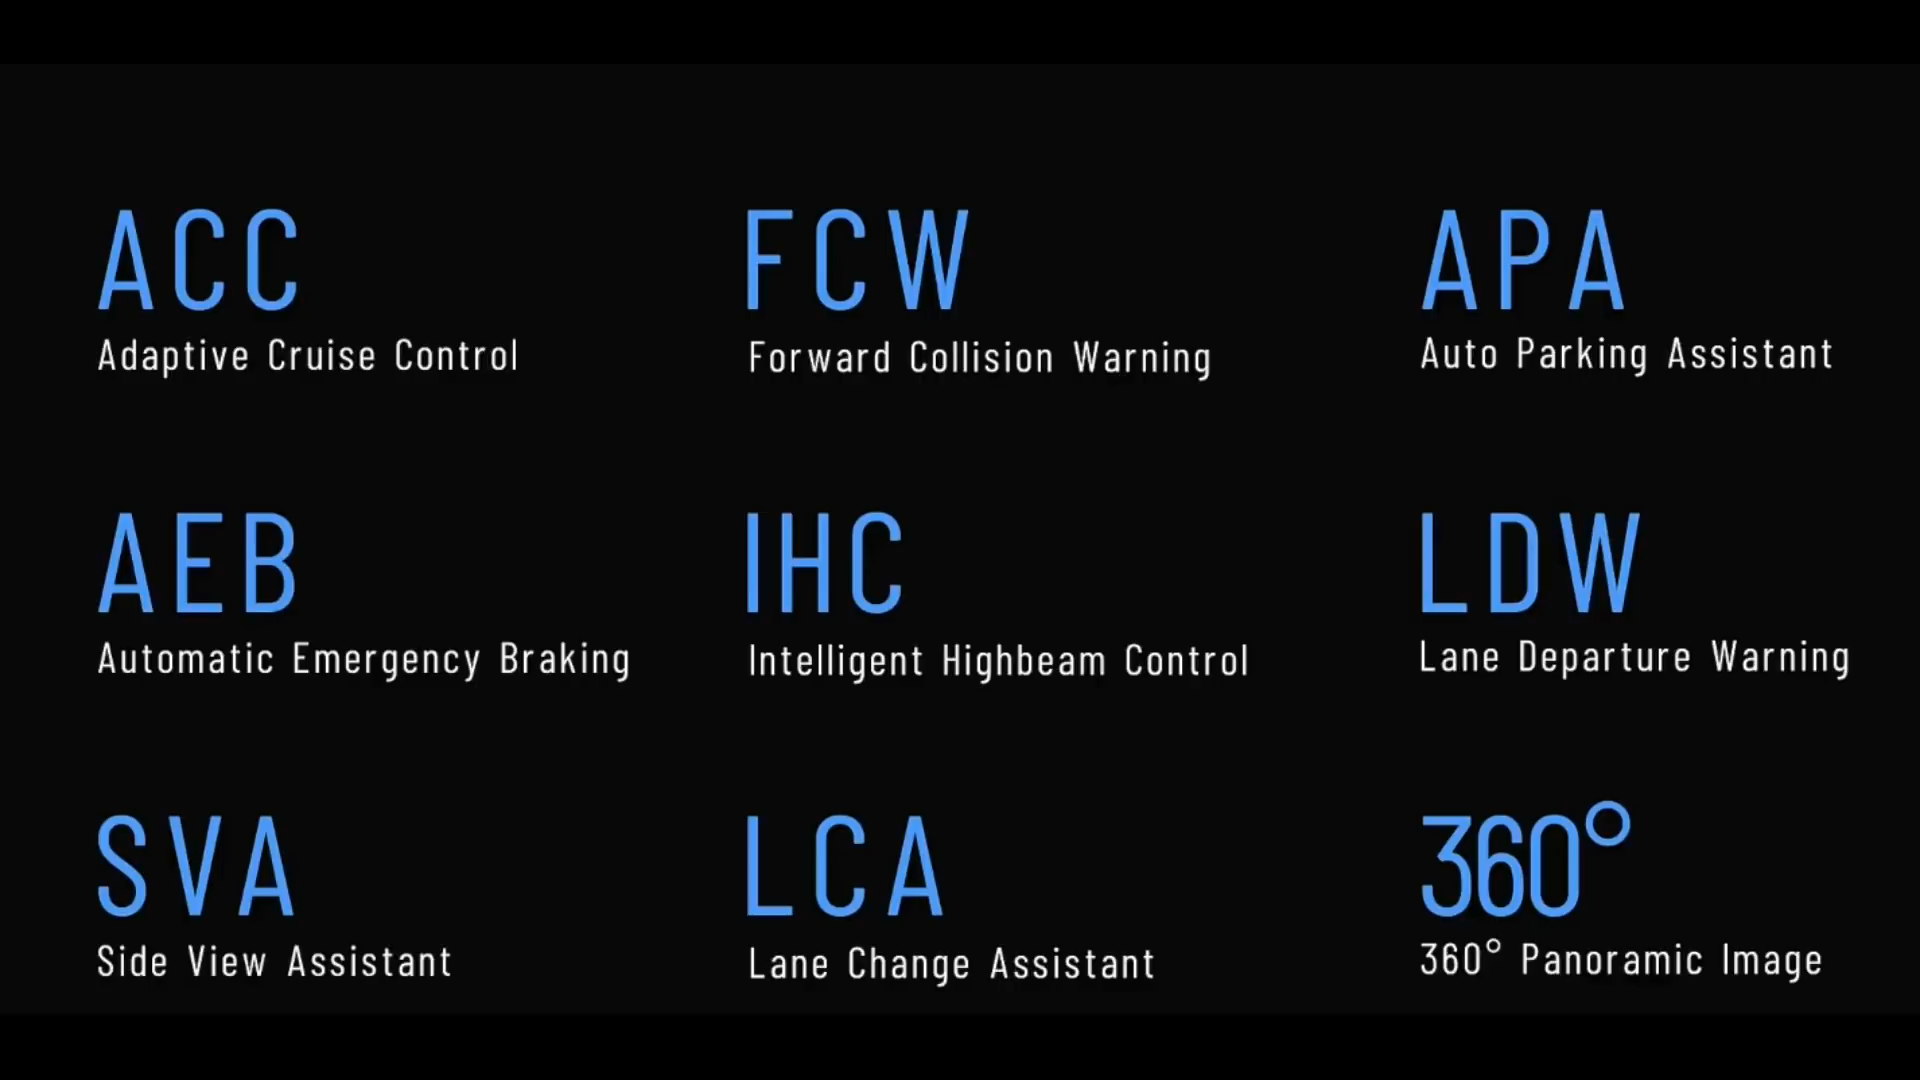 ACC
Adaptive Cruise Control
FCW
Forward Collision Warning
APA
Auto Parking Assistant
AEB
Automatic Emergency Braking
IHC
Intelligent Highbeam Control
LDW
Lane Departure Warning
SVA
Side View Assistant
LCA
Lane Change Assistant
360°
360° Panoramic Image